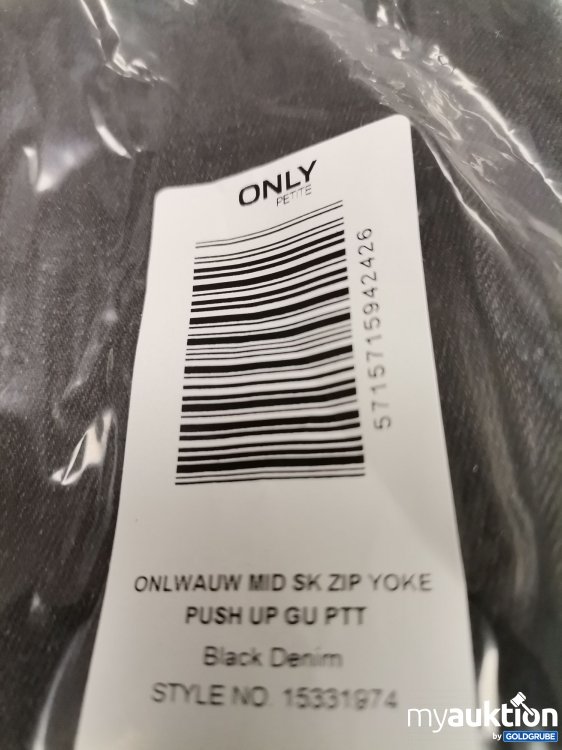 ONLY
PETITE
5715715942426
ONLWAUW MID SK ZIP YOKE
PUSH UP GU PTT
Black Denim
STYLE NO. 15331974
myauktion
by GOLDGRUBE